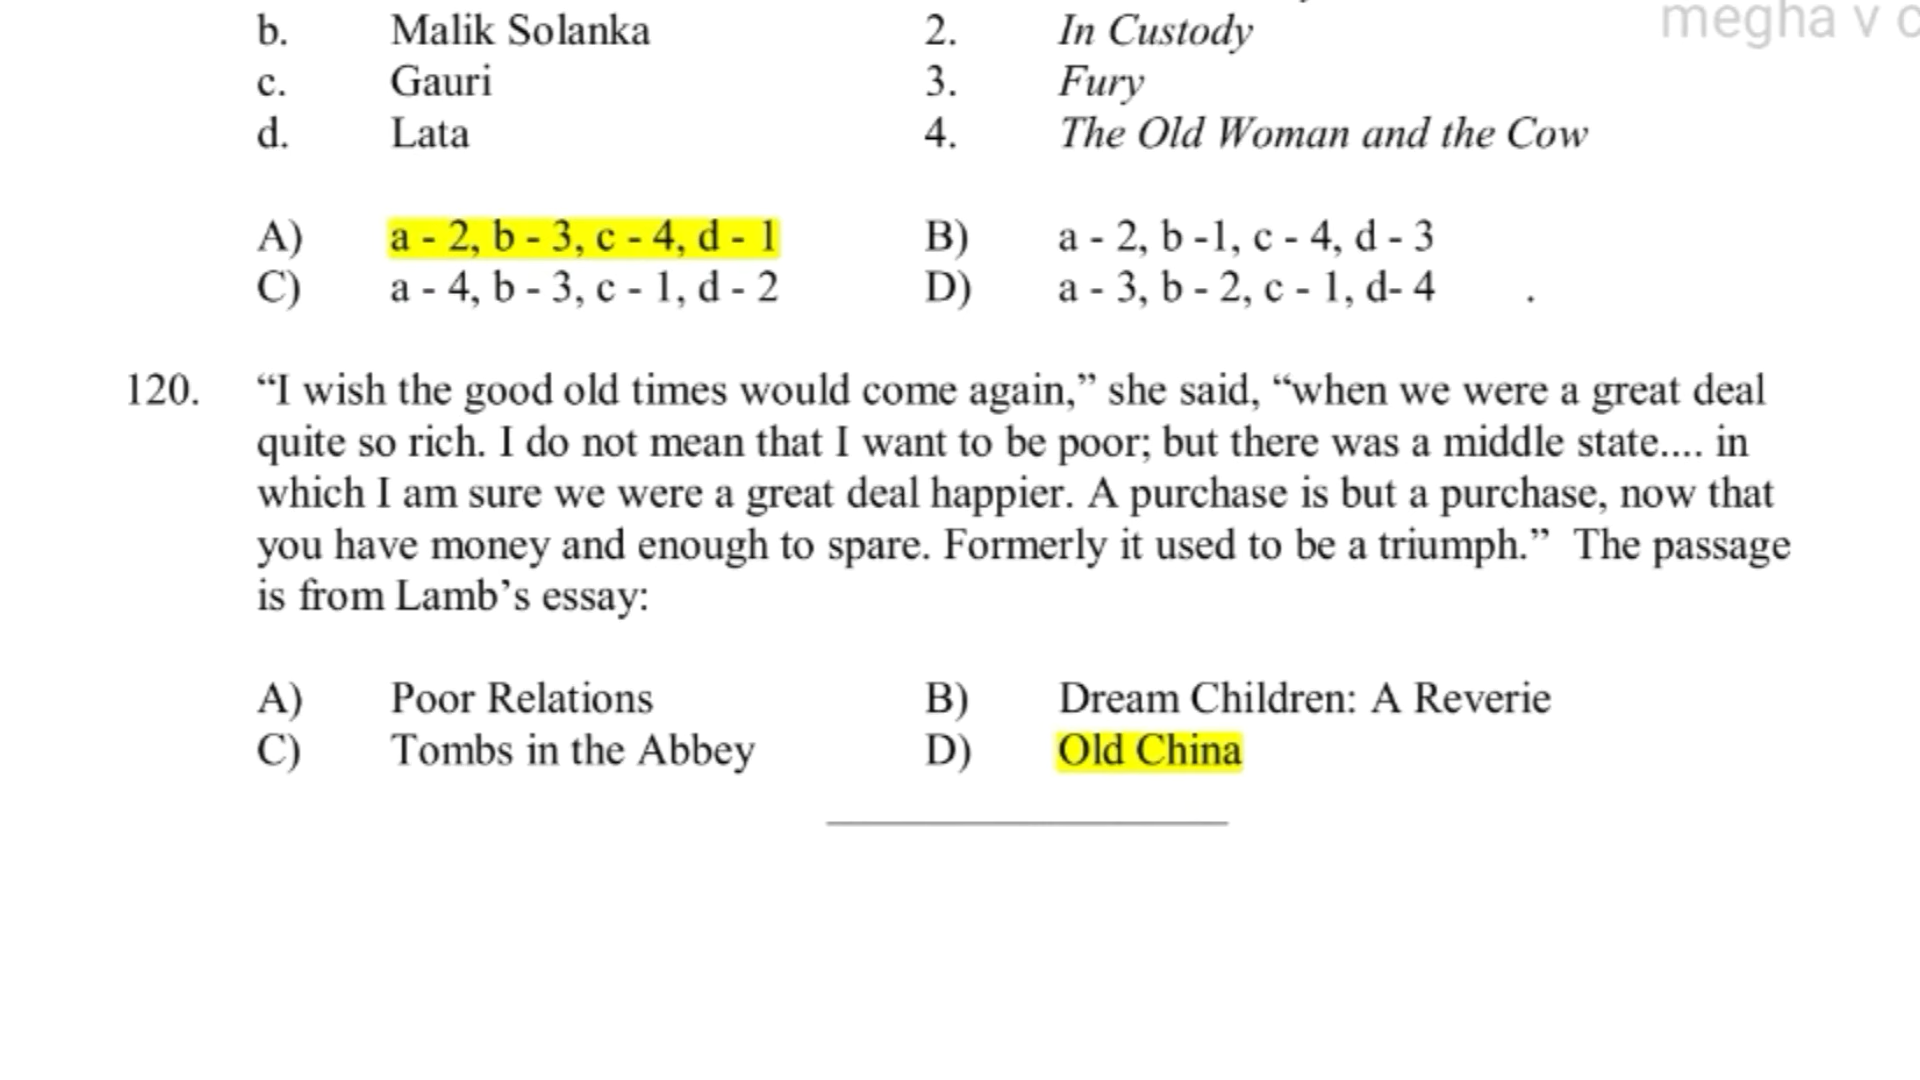 megha v c
b. Malik Solanka 2. In Custody
c. Gauri 3. Fury
d. Lata 4. The Old Woman and the Cow
A) a - 2, b - 3, c - 4, d - 1 B) a - 2, b -1, c - 4, d - 3
C) a - 4, b - 3, c - 1, d - 2 D) a - 3, b - 2, c - 1, d- 4 .
120. “I wish the good old times would come again,” she said, “when we were a great deal
quite so rich. I do not mean that I want to be poor; but there was a middle state.... in
which I am sure we were a great deal happier. A purchase is but a purchase, now that
you have money and enough to spare. Formerly it used to be a triumph.” The passage
is from Lamb’s essay:
A) Poor Relations B) Dream Children: A Reverie
C) Tombs in the Abbey D) Old China